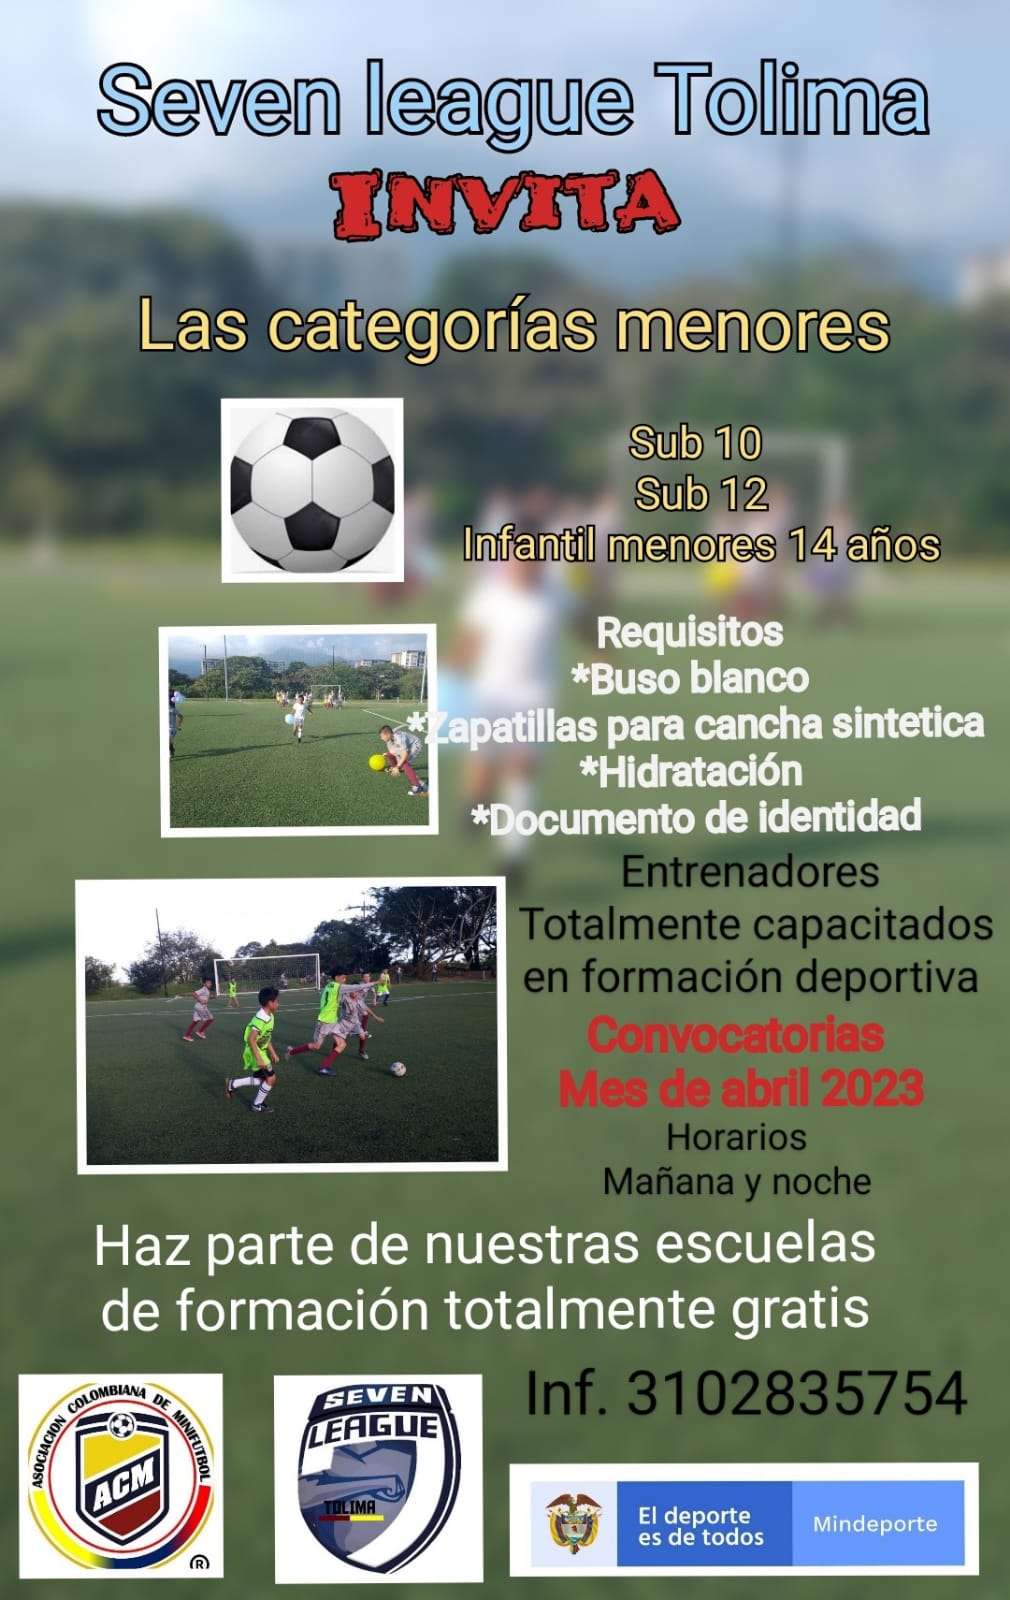 Seven league Tolima
INVITA
Las categorías menores
Sub 10
Sub 12
Infantil menores 14 años
Requisitos
*Buso blanco
*Zapatillas para cancha sintetica
*Hidratación
*Documento de identidad
Entrenadores
Totalmente capacitados
en formación deportiva
Convocatorias
Mes de abril 2023
Horarios
Mañana y noche
Haz parte de nuestras escuelas
de formación totalmente gratis
Inf. 3102835754
ASOCIACION COLOMBIANA DE MINIFUTBOL
ACM
®
SEVEN
LEAGUE
TOLIMA
El deporte
es de todos
Mindeporte